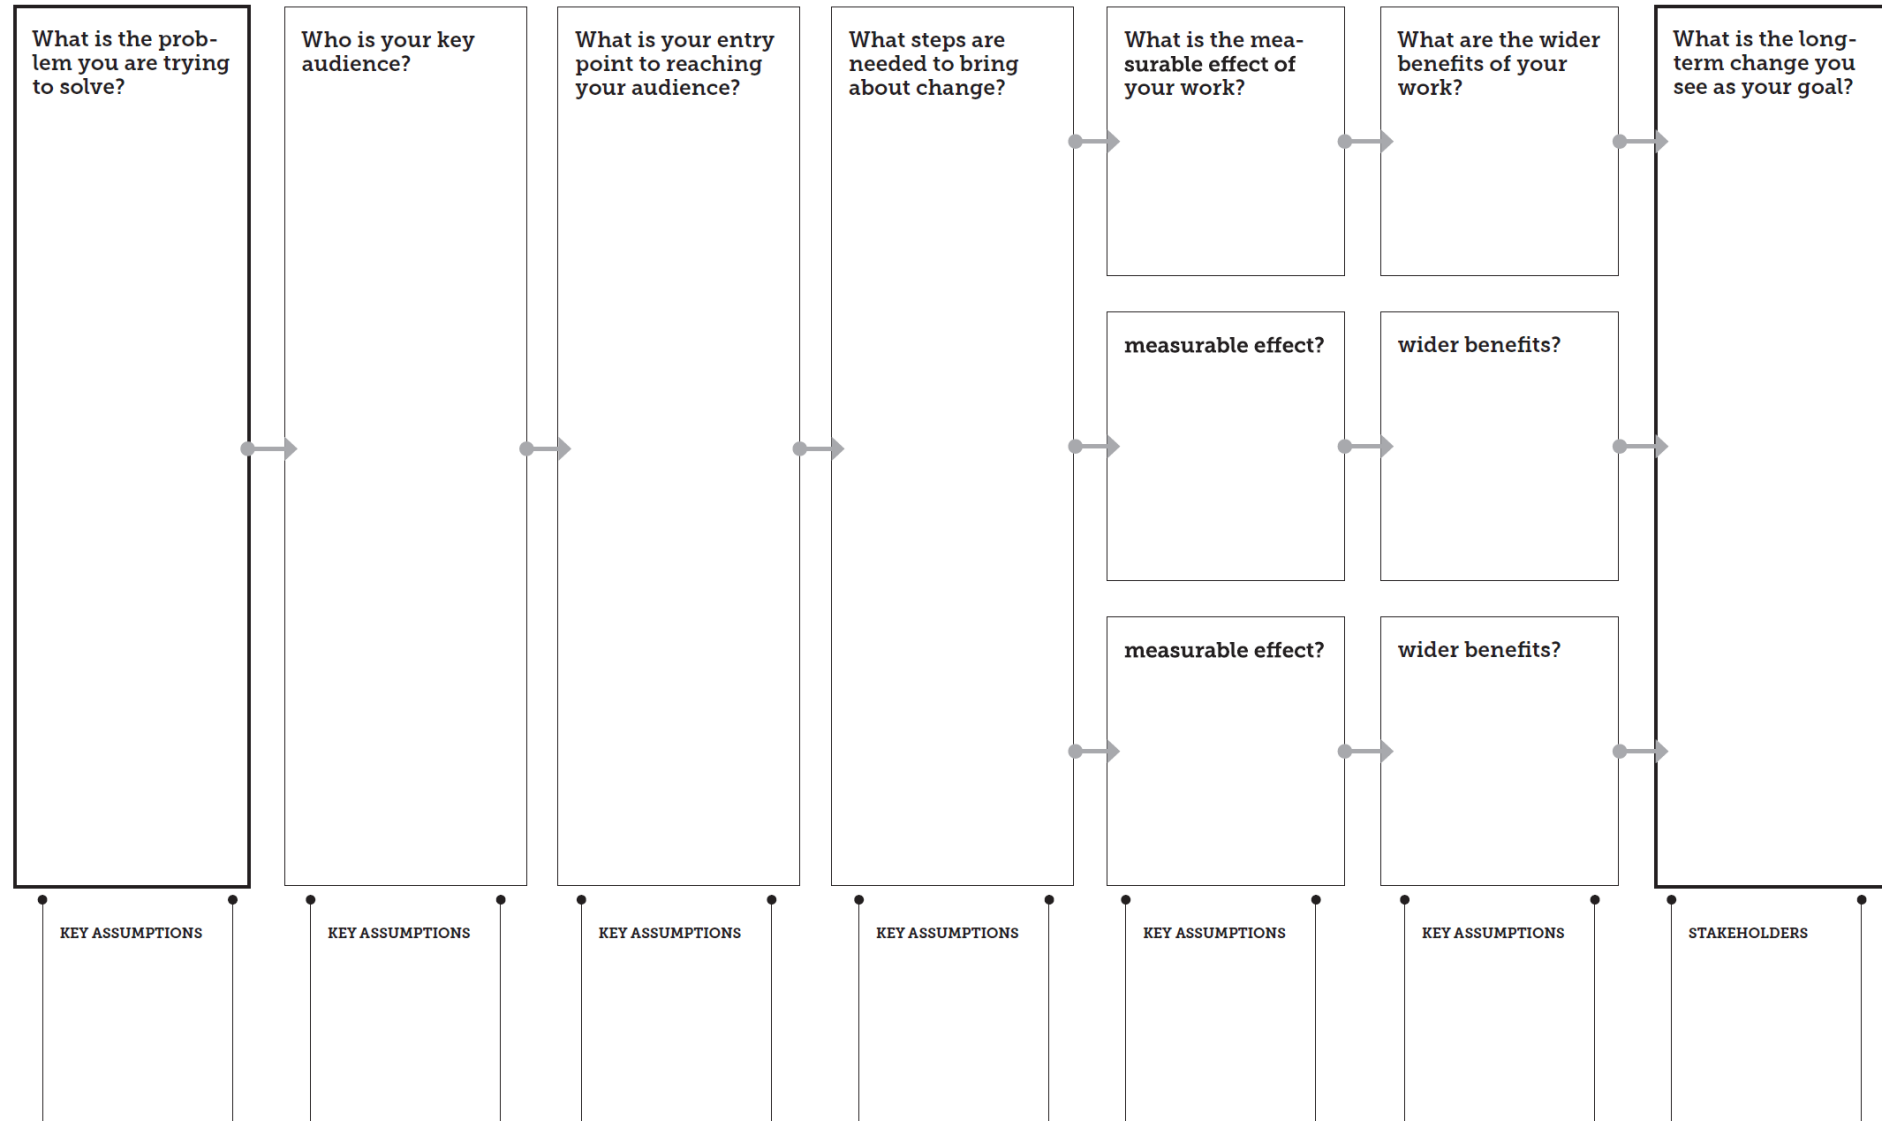 What is the prob-
lem you are trying
to solve?
Who is your key
audience?
What is your entry
point to reaching
your audience?
What steps are
needed to bring
about change?
What is the mea-
surable effect of
your work?
What are the wider
benefits of your
work?
What is the long-
term change you
see as your goal?
measurable effect?
wider benefits?
measurable effect?
wider benefits?
KEY ASSUMPTIONS
KEY ASSUMPTIONS
KEY ASSUMPTIONS
KEY ASSUMPTIONS
KEY ASSUMPTIONS
KEY ASSUMPTIONS
STAKEHOLDERS